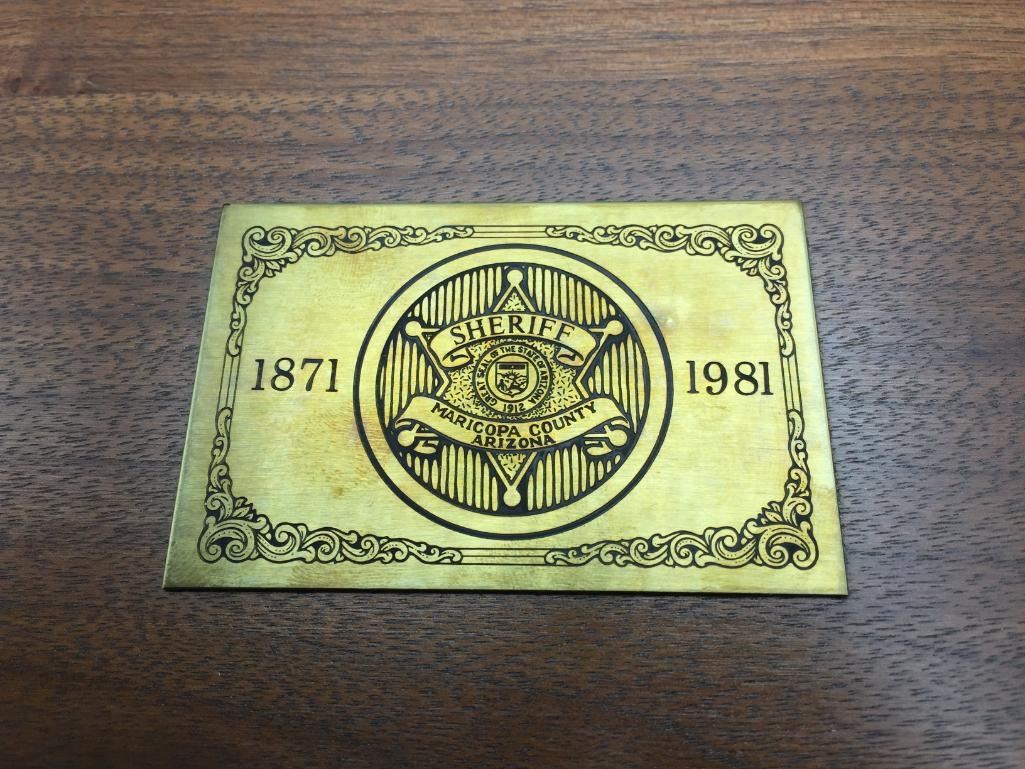 1871
SHERIFF
GREAT SEAL OF THE STATE OF ARIZONA
1912
MARICOPA COUNTY
ARIZONA
1981